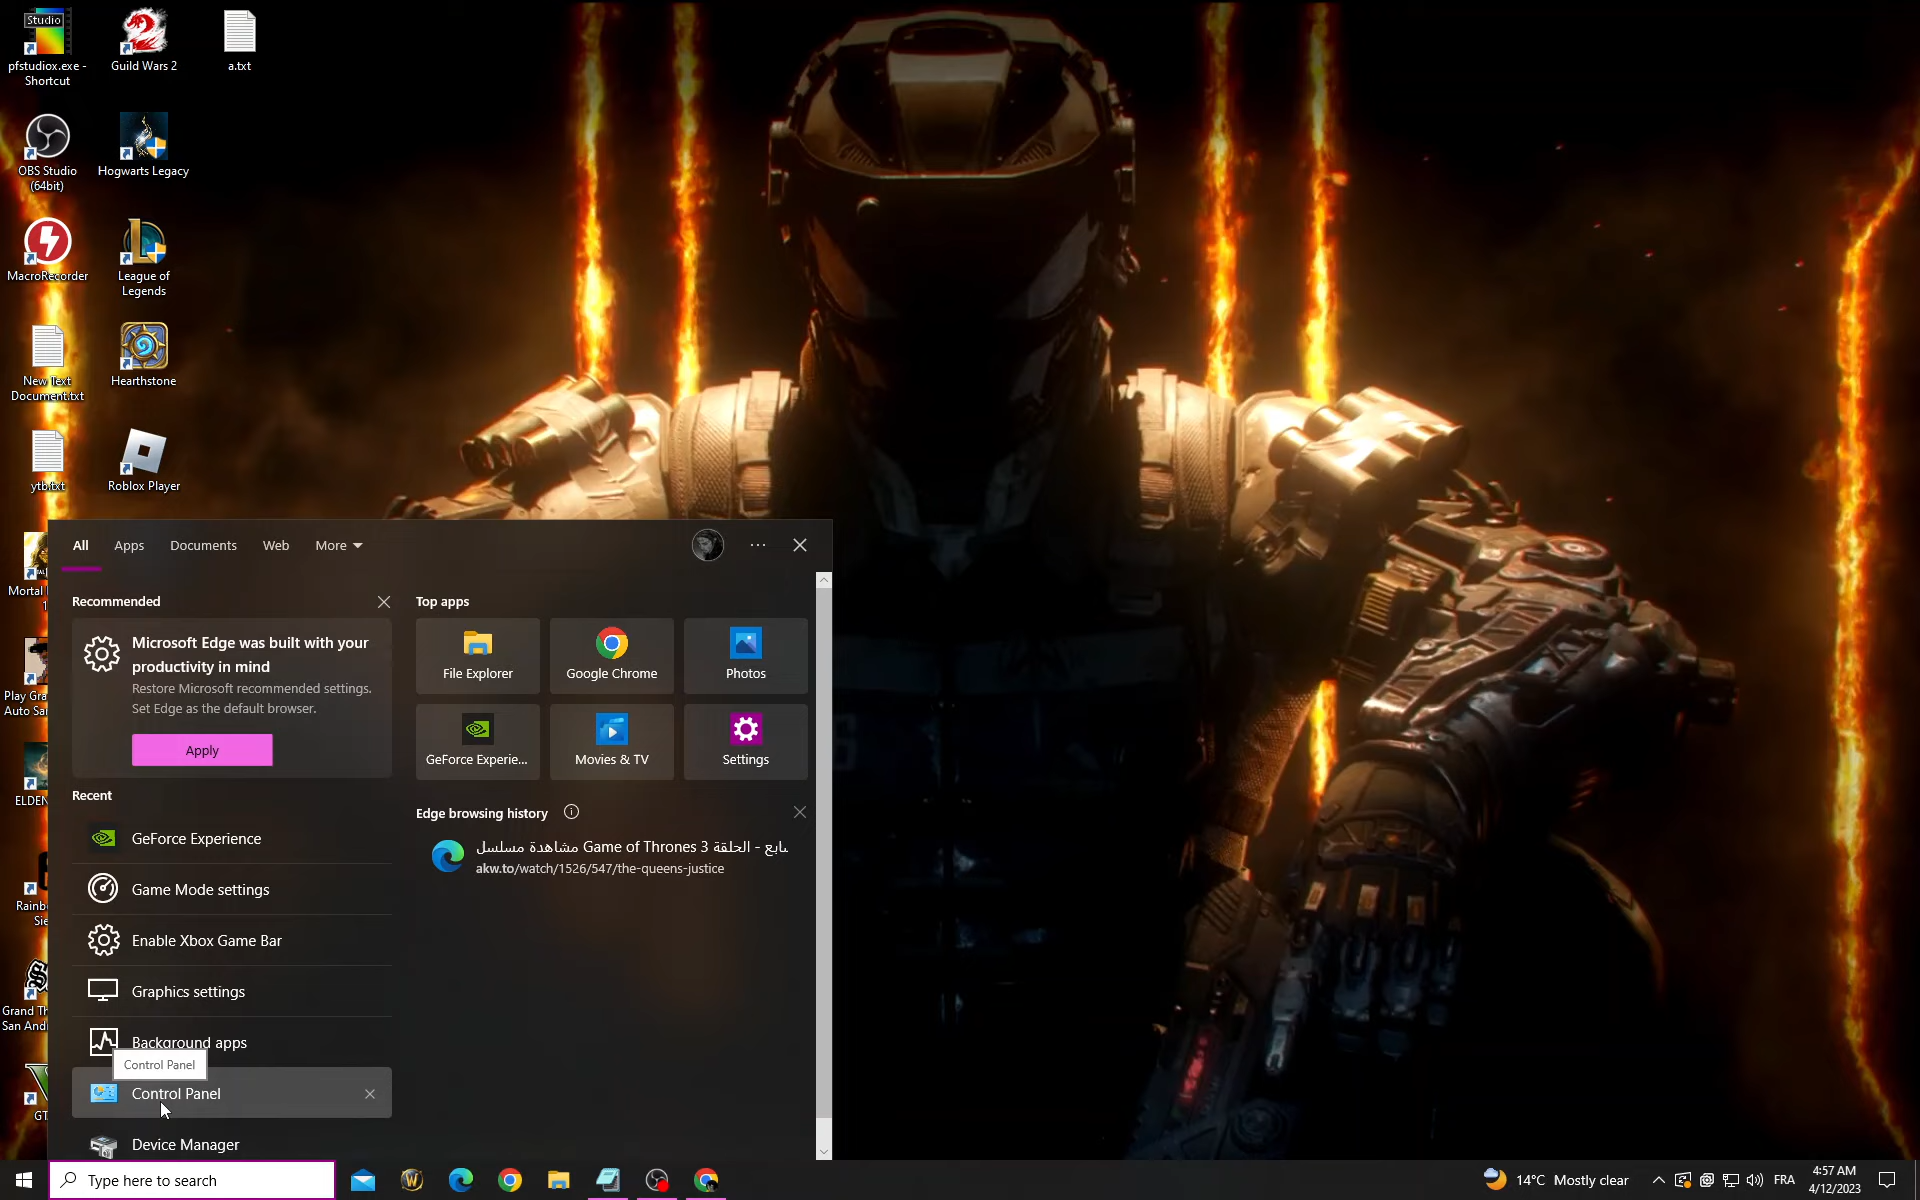 Studio
pfstudiox.exe -
Shortcut
Guild Wars 2
a.txt
OBS Studio
(64bit)
Hogwarts Legacy
MacroRecorder
League of
Legends
New Text
Document.txt
Hearthstone
ytb.txt
Roblox Player
Mortal
1
Play Gra
Auto Sa
ELDEN
Rainb
Sie
Grand Th
San Andr
GT
All
Apps
Documents
Web
More
Recommended
Microsoft Edge was built with your
productivity in mind
Restore Microsoft recommended settings.
Set Edge as the default browser.
Apply
Recent
GeForce Experience
Game Mode settings
Enable Xbox Game Bar
Graphics settings
Background apps
Control Panel
Control Panel
Device Manager
Top apps
File Explorer
Google Chrome
Photos
GeForce Experie...
Movies & TV
Settings
Edge browsing history
مشاهدة مسلسل Game of Thrones الحلقة 3 - سابع
akw.to/watch/1526/547/the-queens-justice
Type here to search
14°C Mostly clear
FRA
4:57 AM
4/12/2023